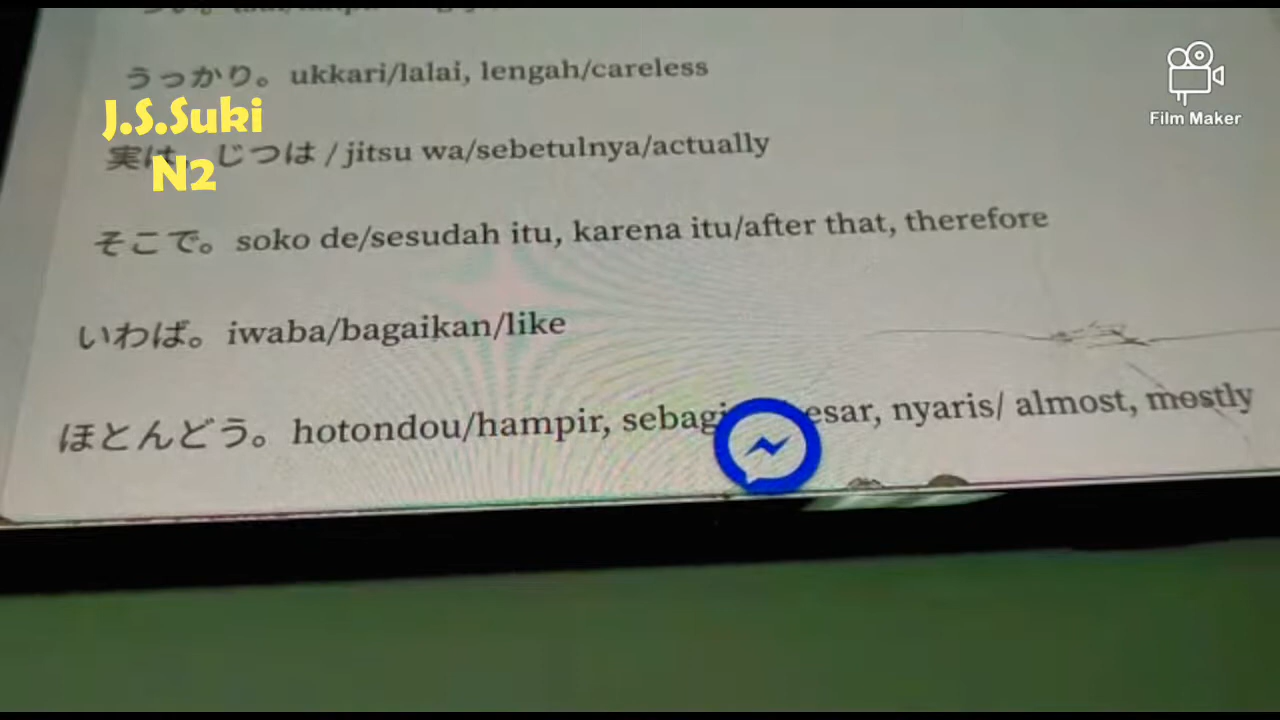 うっかり。ukkari/lalai, lengah/careless
J.S.Suki
実は。じつは / jitsu wa/sebetulnya/actually
N2
そこで。soko de/sesudah itu, karena itu/after that, therefore
いわば。iwaba/bagaikan/like
ほとんどう。hotondou/hampir, nyaris/ almost, mostly
Film Maker